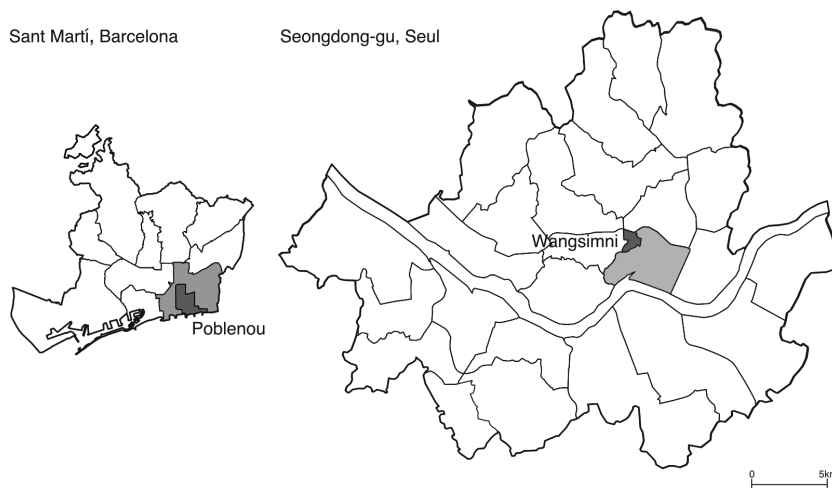 Sant Martí, Barcelona
Seongdong-gu, Seul
Wangsimni
Poblenou
0 5km